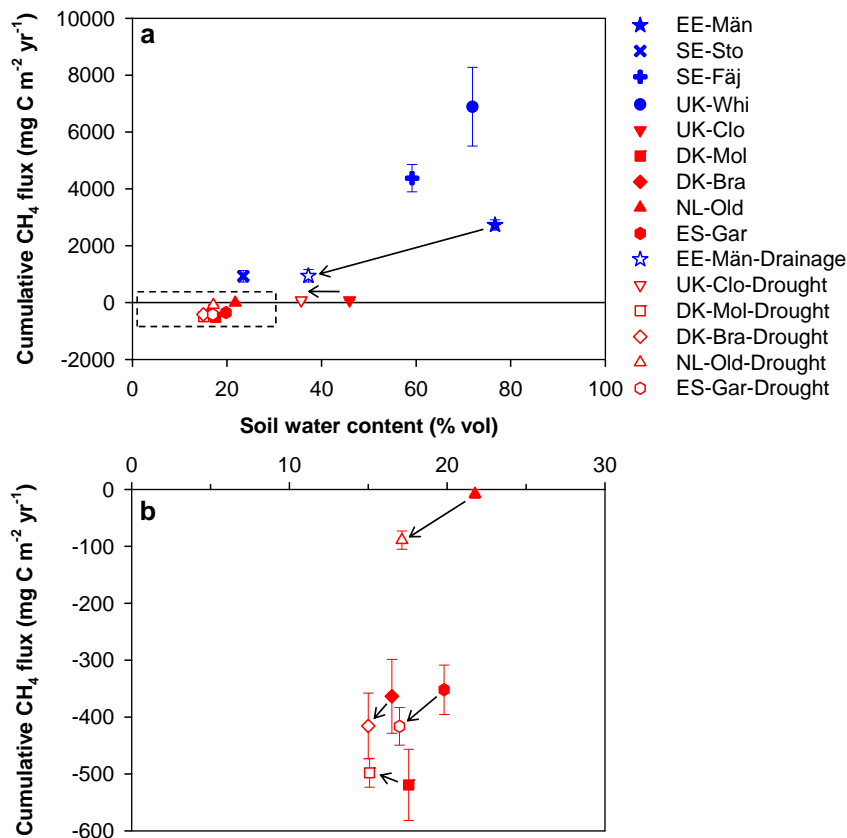 a
10000
8000
6000
4000
2000
0
-2000
Cumulative CH₄ flux (mg C m⁻² yr⁻¹)
0 20 40 60 80 100
Soil water content (% vol)
EE-Män
SE-Sto
SE-Fäj
UK-Whi
UK-Clo
DK-Mol
DK-Bra
NL-Old
ES-Gar
EE-Män-Drainage
UK-Clo-Drought
DK-Mol-Drought
DK-Bra-Drought
NL-Old-Drought
ES-Gar-Drought
0 10 20 30
b
0
-100
-200
-300
-400
-500
-600
Cumulative CH₄ flux (mg C m⁻² yr⁻¹)